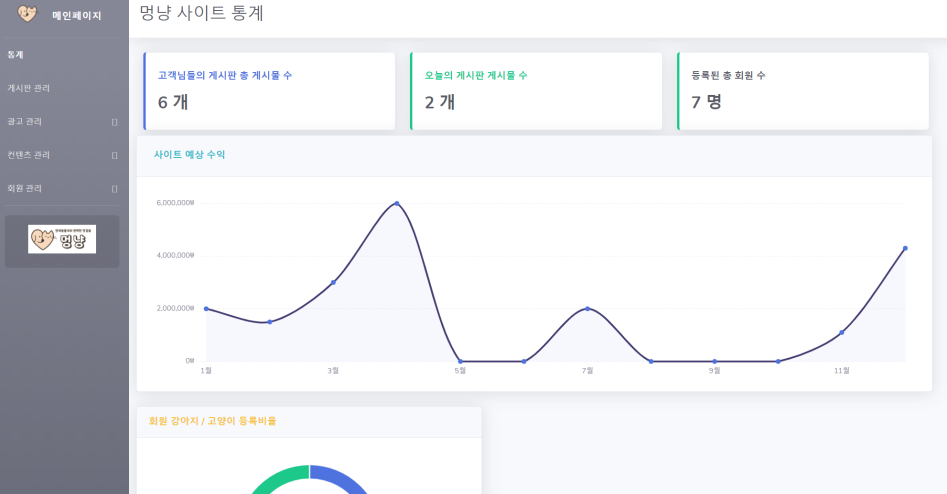 메인페이지
멍냥 사이트 통계
통계
게시판 관리
광고 관리
컨텐츠 관리
회원 관리
멍냥
고객님들의 게시판 총 게시물 수
6 개
오늘의 게시판 게시물 수
2 개
등록된 총 회원 수
7 명
사이트 예상 수익
6,000,000₩
4,000,000₩
2,000,000₩
0₩
1월 3월 5월 7월 9월 11월
회원 강아지 / 고양이 등록비율